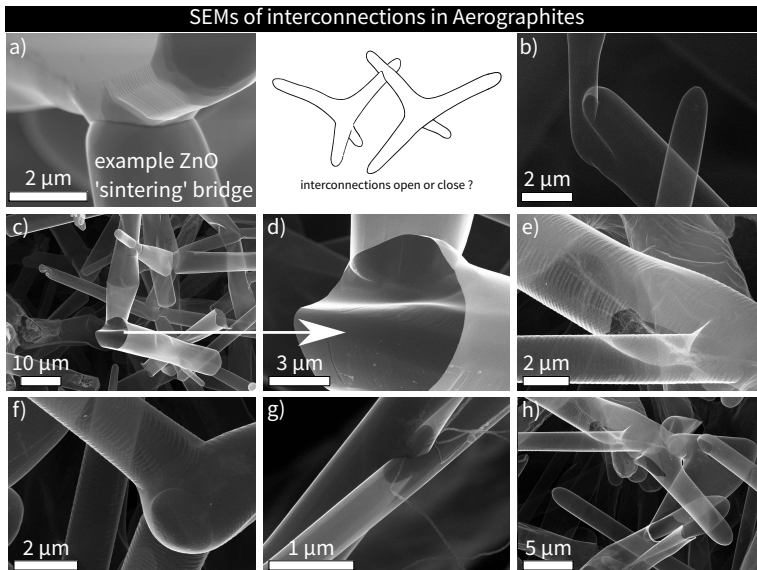 SEMs of interconnections in Aerographites
a)
example ZnO
'sintering' bridge
2 μm
interconnections open or close ?
b)
2 μm
c)
10 μm
d)
3 μm
e)
2 μm
f)
2 μm
g)
1 μm
h)
5 μm